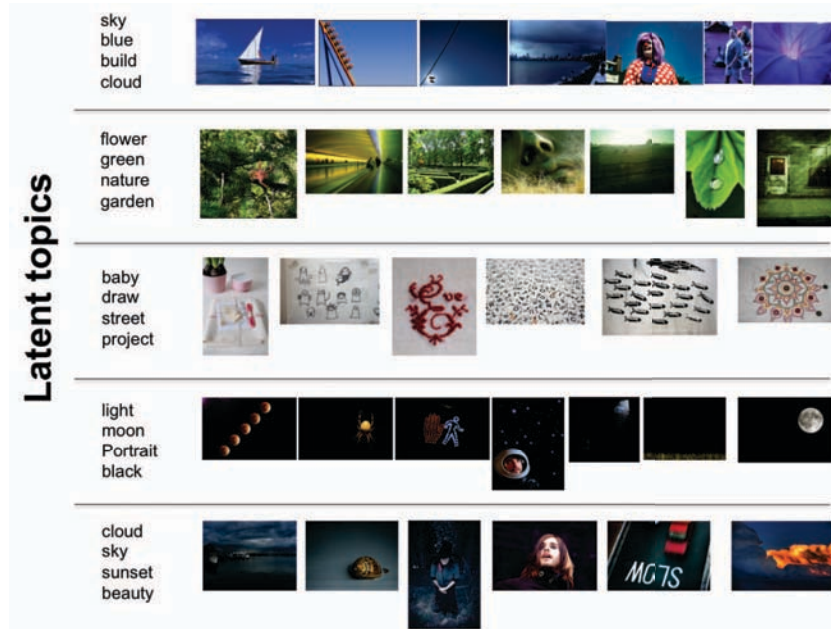 Latent topics
sky
blue
build
cloud
flower
green
nature
garden
baby
draw
street
project
light
moon
Portrait
black
cloud
sky
sunset
beauty
SLOW